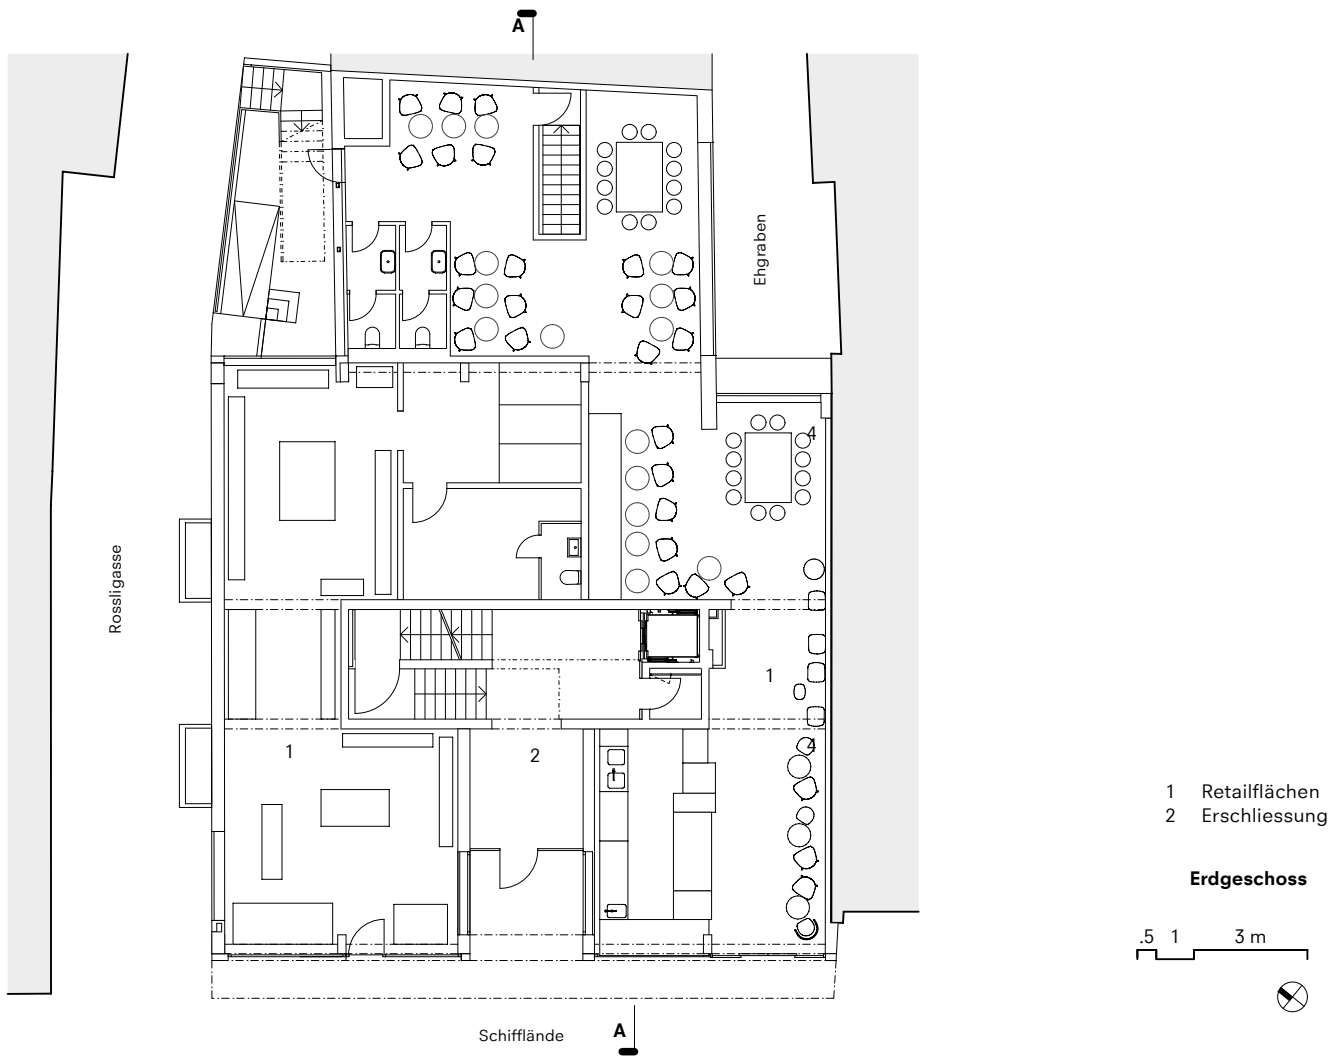 A
Ehgraben
4
Rossligasse
1
4
1
2
1 Retailflächen
2 Erschliessung
Erdgeschoss
.5 1 3 m
Schifflände
A